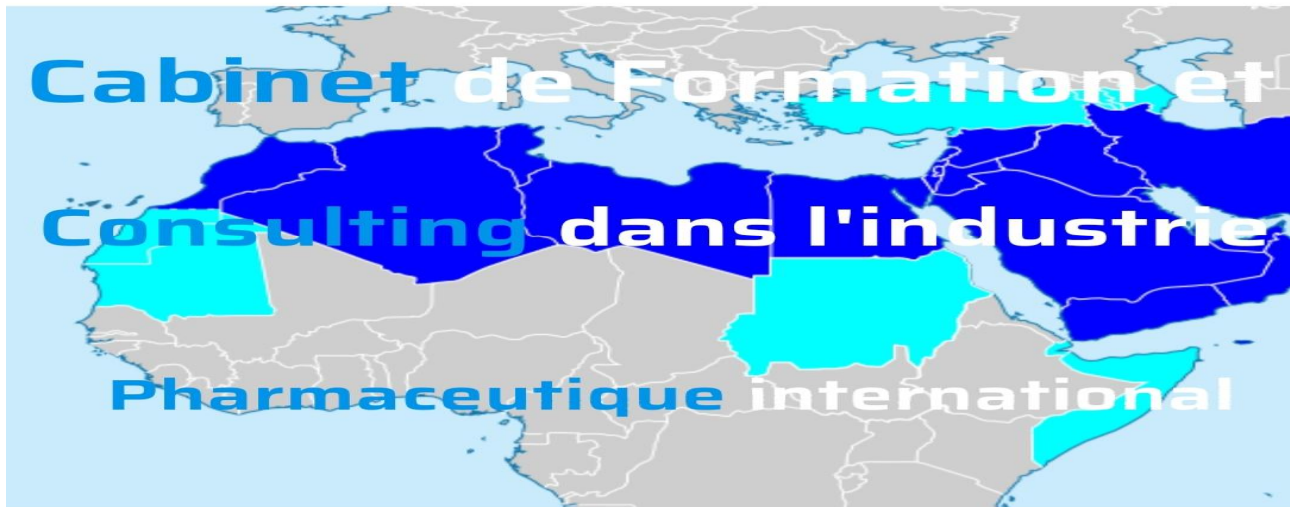 Cabinet de Formation et
Consulting dans l'industrie
Pharmaceutique international